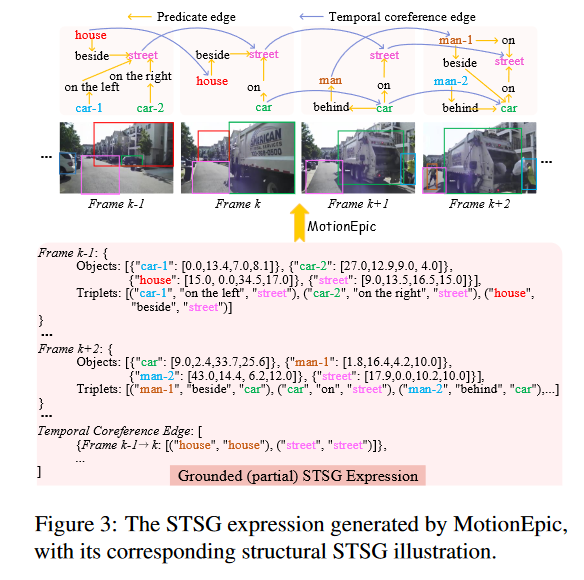 Predicate edge Temporal coreference edge
house man-1 on
beside street beside street street street
on the left on the right house on man on beside man-2 on
car-1 car-2 car behind car behind car
... AMERICAN ...
Frame k-1 Frame k Frame k+1 Frame k+2
MotionEpic
Frame k-1: {
Objects: [{"car-1": [0.0,13.4,7.0,8.1]}, {"car-2": [27.0,12.9,9.0, 4.0]},
{"house": [15.0, 0.0,34.5,17.0]}, {"street": [9.0,13.5,16.5,15.0]}],
Triplets: [("car-1", "on the left", "street"), ("car-2", "on the right", "street"), ("house",
"beside", "street")]
}
...
Frame k+2: {
Objects: [{"car": [9.0,2.4,33.7,25.6]}, {"man-1": [1.8,16.4,4.2,10.0]},
{"man-2": [43.0,14.4, 6.2,12.0]}, {"street": [17.9,0.0,10.2,10.0]}],
Triplets: [("man-1", "beside", "car"), ("car", "on", "street"), ("man-2", "behind", "car"),...]
}
...
Temporal Coreference Edge: [
{Frame k-1→ k: [("house", "house"), ("street", "street")]},
...
]
Grounded (partial) STSG Expression
Figure 3: The STSG expression generated by MotionEpic,
with its corresponding structural STSG illustration.